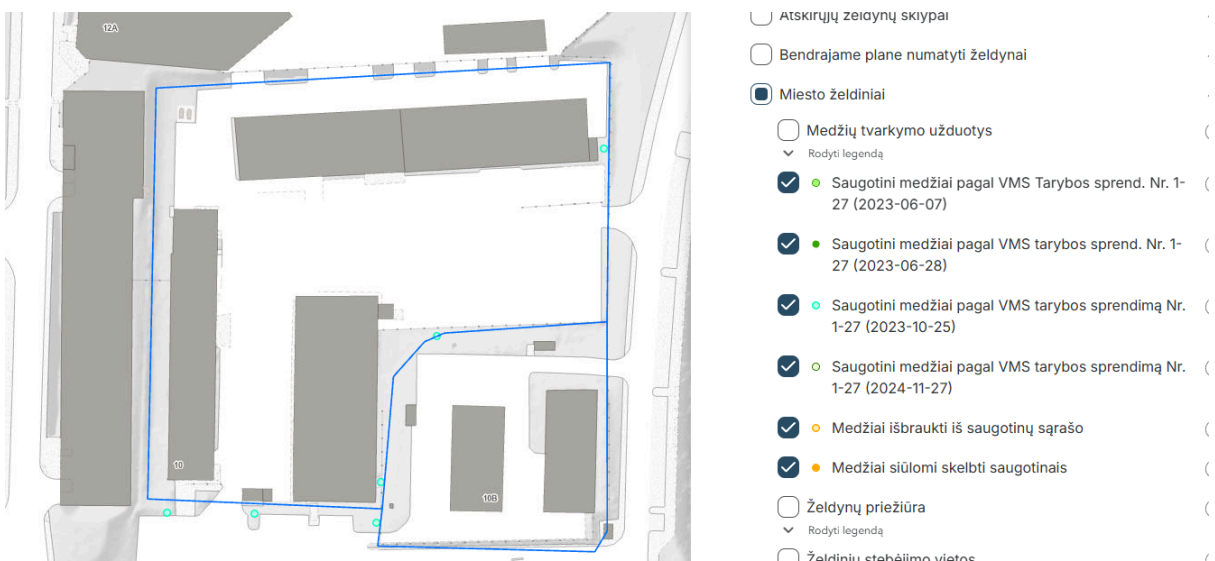 12A
10
10B
Atskirųjų želdynų sklypai
Bendrajame plane numatyti želdynai
Miesto želdiniai
Medžių tvarkymo užduotys
Rodyti legendą
Saugotini medžiai pagal VMS Tarybos sprend. Nr. 1-
27 (2023-06-07)
Saugotini medžiai pagal VMS tarybos sprend. Nr. 1-
27 (2023-06-28)
Saugotini medžiai pagal VMS tarybos sprendimą Nr.
1-27 (2023-10-25)
Saugotini medžiai pagal VMS tarybos sprendimą Nr.
1-27 (2024-11-27)
Medžiai išbraukti iš saugotinų sąrašo
Medžiai siūlomi skelbti saugotinais
Želdynų priežiūra
Rodyti legendą
Želdinių stebėjimo vietos